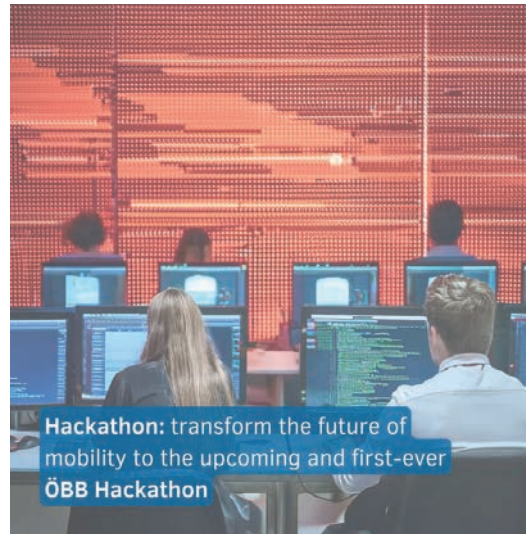 Hackathon: transform the future of
mobility to the upcoming and first-ever
ÖBB Hackathon